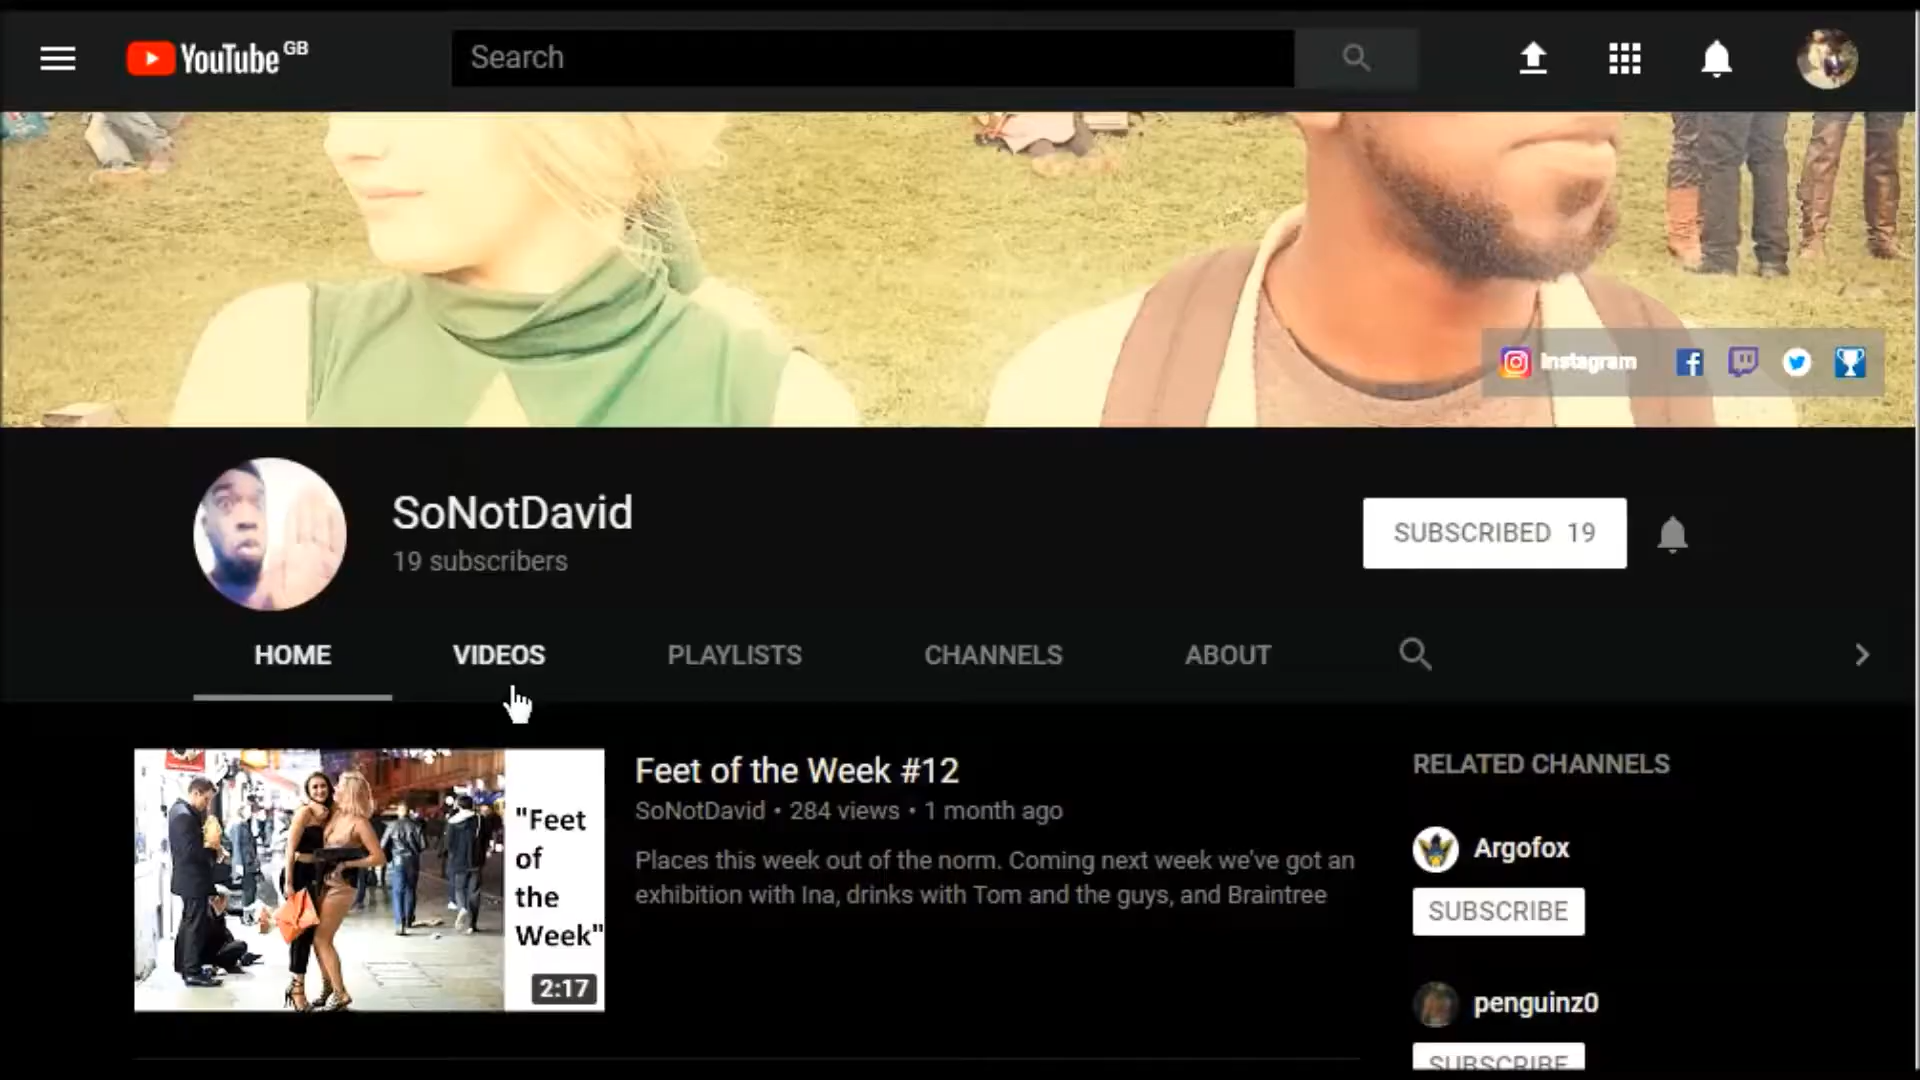 YouTube GB
Search
Instagram
SoNotDavid
19 subscribers
SUBSCRIBED 19
HOME
VIDEOS
PLAYLISTS
CHANNELS
ABOUT
"Feet
of
the
Week"
2:17
Feet of the Week #12
SoNotDavid • 284 views • 1 month ago
Places this week out of the norm. Coming next week we've got an
exhibition with Ina, drinks with Tom and the guys, and Braintree
RELATED CHANNELS
Argofox
SUBSCRIBE
penguinz0
SUBSCRIBE